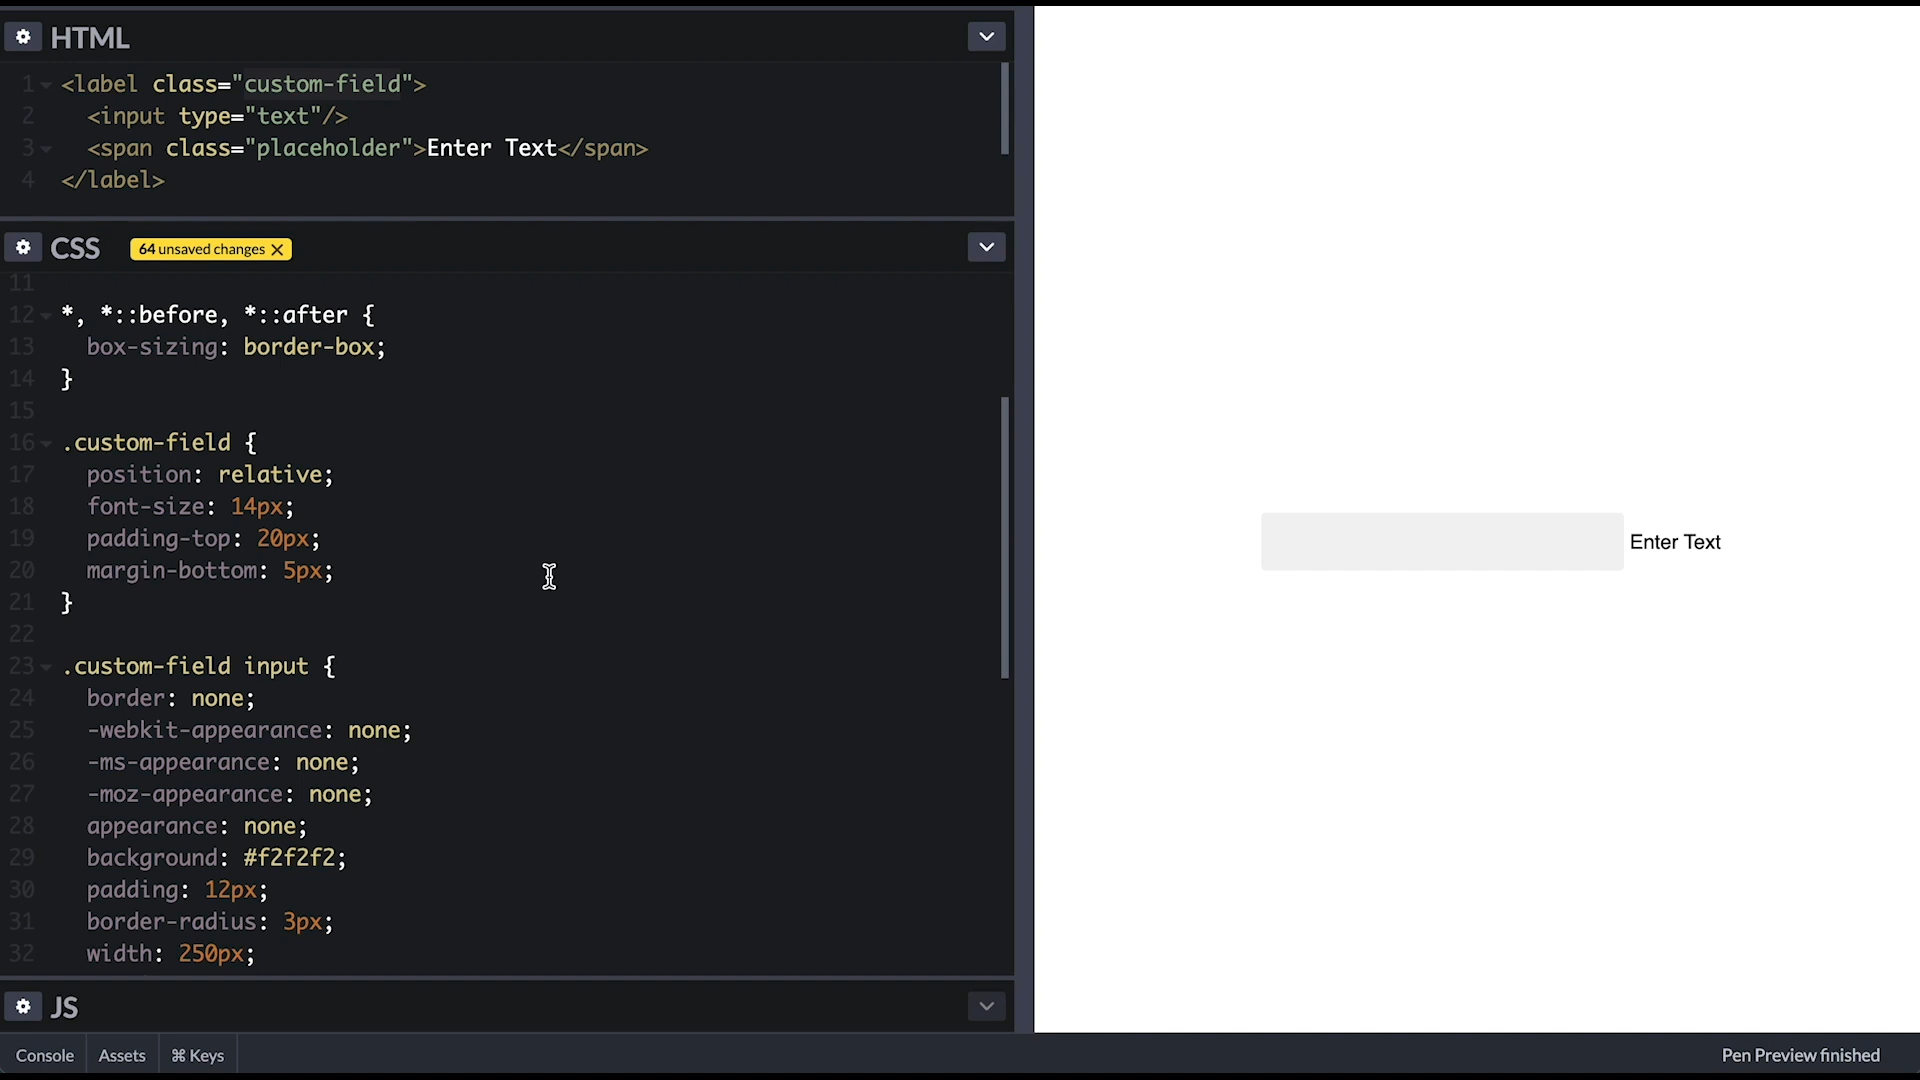 HTML
1 <label class="custom-field">
2 <input type="text"/>
3 <span class="placeholder">Enter Text</span>
4 </label>
CSS 64 unsaved changes
11
12 *, *::before, *::after {
13 box-sizing: border-box;
14 }
15
16 .custom-field {
17 position: relative;
18 font-size: 14px;
19 padding-top: 20px;
20 margin-bottom: 5px;
21 }
22
23 .custom-field input {
24 border: none;
25 -webkit-appearance: none;
26 -ms-appearance: none;
27 -moz-appearance: none;
28 appearance: none;
29 background: #f2f2f2;
30 padding: 12px;
31 border-radius: 3px;
32 width: 250px;
JS
Console Assets ⌘ Keys
Enter Text
Pen Preview finished